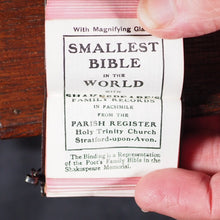 With Magnifying Gla
SMALLEST
BIBLE
IN THE
WORLD
WITH
SHAKESPEARE'S
FAMILY RECORDS
IN FACSIMILE
FROM THE
PARISH REGISTER
Holy Trinity Church
Stratford-upon-Avon.
The Binding is a Representation
of the Poet's Family Bible in the
Shakespeare Memorial.